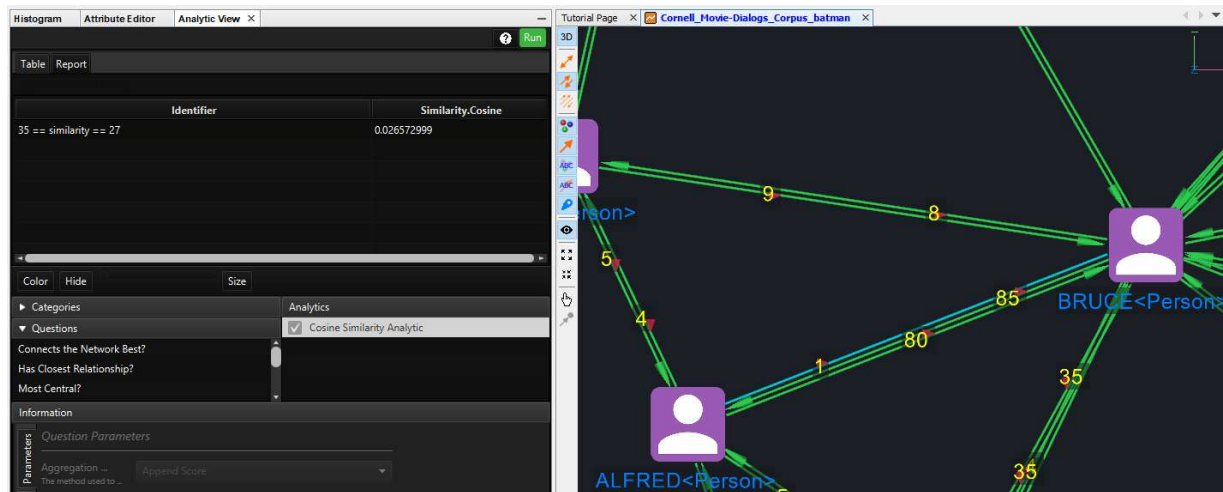 Histogram
Attribute Editor
Analytic View
Run
Table
Report
Identifier
Similarity.Cosine
35 == similarity == 27
0.026572999
Color
Hide
Size
Categories
Questions
Connects the Network Best?
Has Closest Relationship?
Most Central?
Analytics
Cosine Similarity Analytic
Information
Parameters
Question Parameters
Aggregation ...
The method used to ...
Append Score
Tutorial Page
Cornell_Movie-Dialogs_Corpus_batman
3D
ABC
ABC
Z
9
8
5
4
85
80
1
BRUCE<Person>
35
35
ALFRED<Person>